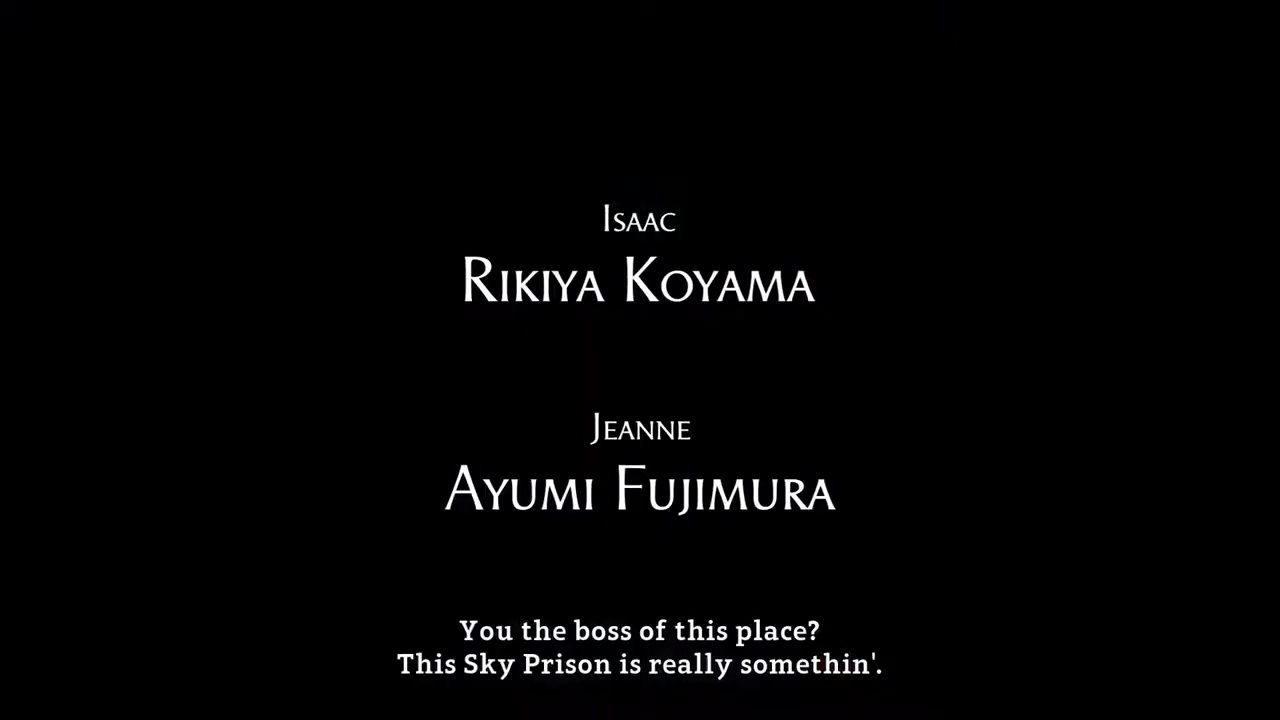 Isaac
Rikiya Koyama
Jeanne
Ayumi Fujimura
You the boss of this place?
This Sky Prison is really somethin'.